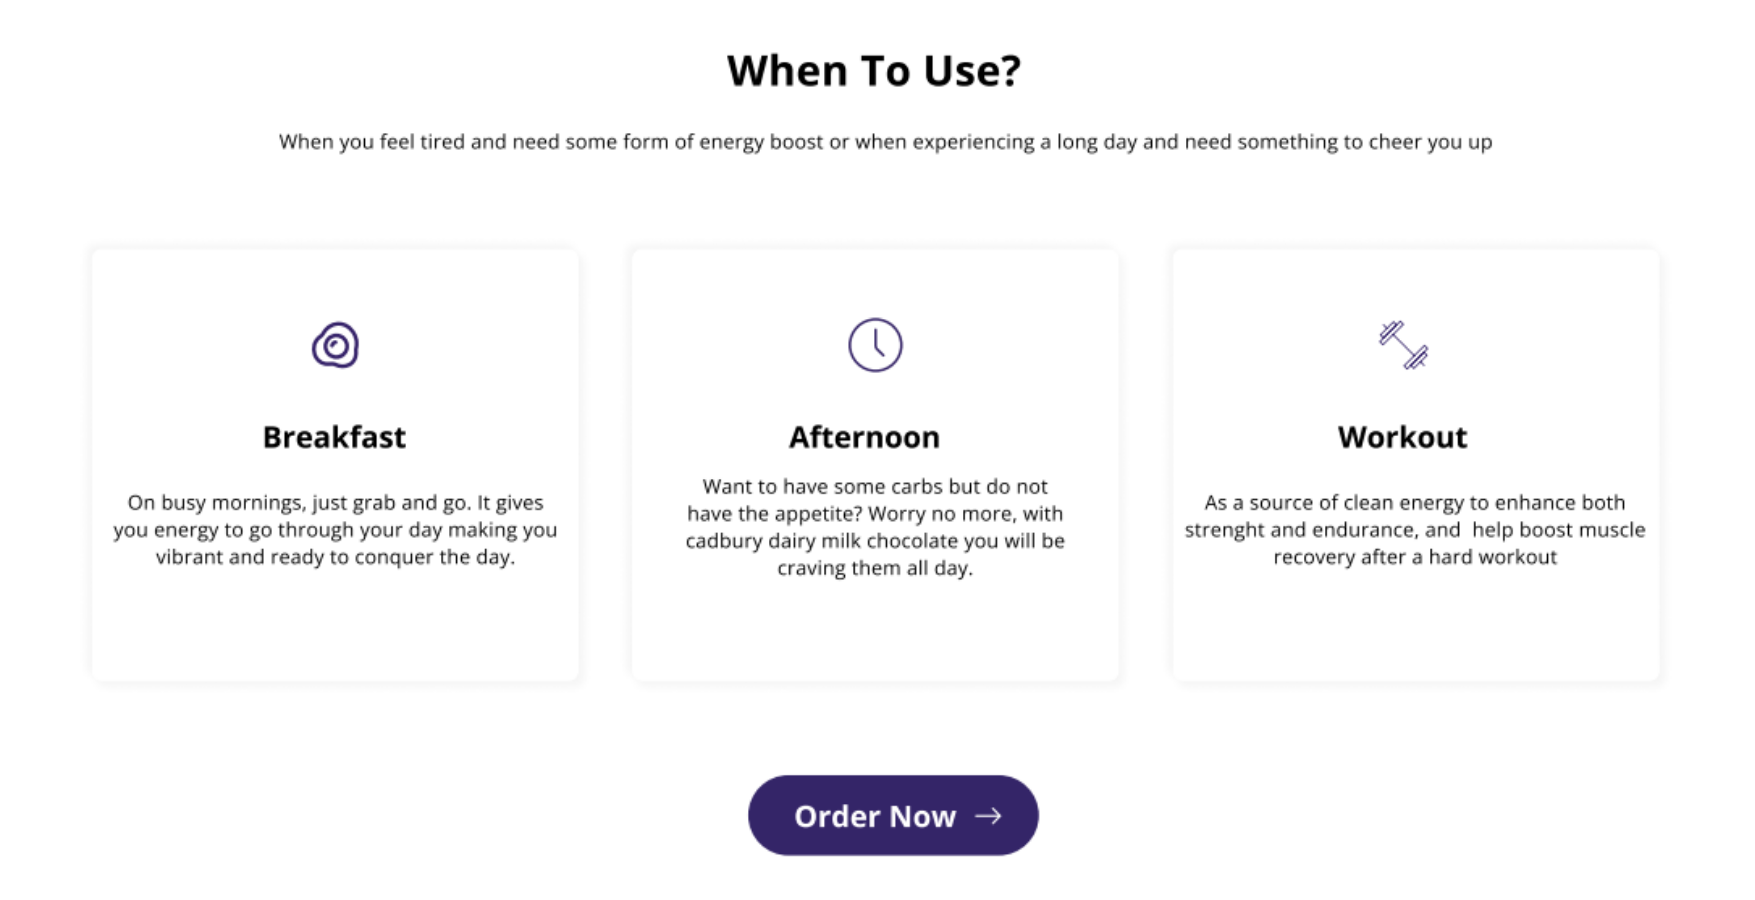 When To Use?
When you feel tired and need some form of energy boost or when experiencing a long day and need something to cheer you up
Breakfast
On busy mornings, just grab and go. It gives
you energy to go through your day making you
vibrant and ready to conquer the day.
Afternoon
Want to have some carbs but do not
have the appetite? Worry no more, with
cadbury dairy milk chocolate you will be
craving them all day.
Workout
As a source of clean energy to enhance both
strenght and endurance, and  help boost muscle
recovery after a hard workout
Order Now →